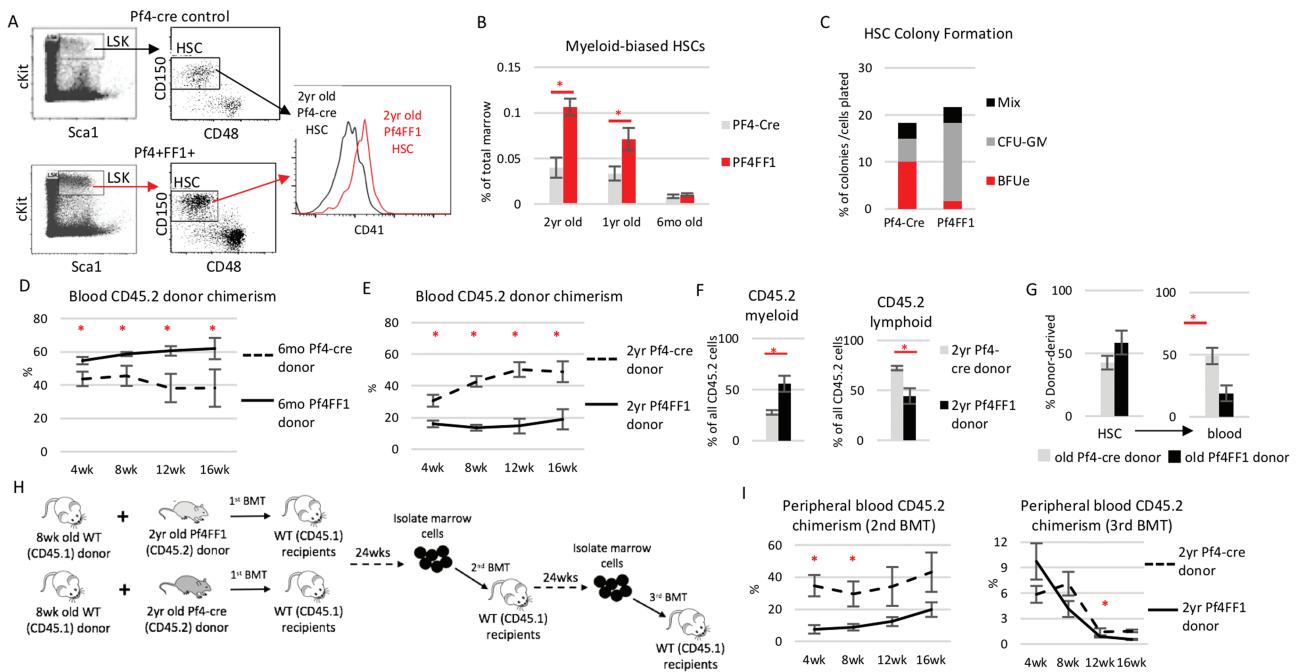 A
Pf4-cre control
LSK
HSC
cKit
CD150
Sca1
CD48
Pf4+FF1+
LSK
LSK
HSC
cKit
CD150
Sca1
CD48
2yr old
Pf4-cre
HSC
2yr old
Pf4FF1
HSC
CD41
B
Myeloid-biased HSCs
% of total marrow
0.15
0.1
0.05
0
*
*
2yr old
1yr old
6mo old
PF4-Cre
PF4FF1
C
HSC Colony Formation
% of colonies /cells plated
30
20
10
0
Pf4-Cre
Pf4FF1
Mix
CFU-GM
BFUe
D
Blood CD45.2 donor chimerism
80
60
40
20
0
%
* * * *
4wk 8wk 12wk 16wk
6mo Pf4-cre
donor
6mo Pf4FF1
donor
E
Blood CD45.2 donor chimerism
80
60
40
20
0
%
* * * *
4wk 8wk 12wk 16wk
2yr Pf4-cre
donor
2yr Pf4FF1
donor
F
CD45.2
myeloid
% of all CD45.2 cells
100
50
0
*
CD45.2
lymphoid
% of all CD45.2 cells
100
50
0
*
2yr Pf4-
cre donor
2yr Pf4FF1
donor
G
% Donor-derived
100
50
0
100
50
0
*
HSC
blood
old Pf4-cre donor
old Pf4FF1 donor
H
8wk old WT
(CD45.1) donor
+
2yr old Pf4FF1
(CD45.2) donor
1st BMT
WT (CD45.1)
recipients
8wk old WT
(CD45.1) donor
+
2yr old Pf4-cre
(CD45.2) donor
1st BMT
WT (CD45.1)
recipients
24wks
Isolate marrow
cells
2nd BMT
WT (CD45.1)
recipients
24wks
Isolate marrow
cells
3rd BMT
WT (CD45.1)
recipients
I
Peripheral blood CD45.2
chimerism (2nd BMT)
60
40
20
0
%
* *
4wk 8wk 12wk 16wk
Peripheral blood CD45.2
chimerism (3rd BMT)
12
9
6
3
0
%
*
4wk 8wk 12wk 16wk
2yr Pf4-cre
donor
2yr Pf4FF1
donor